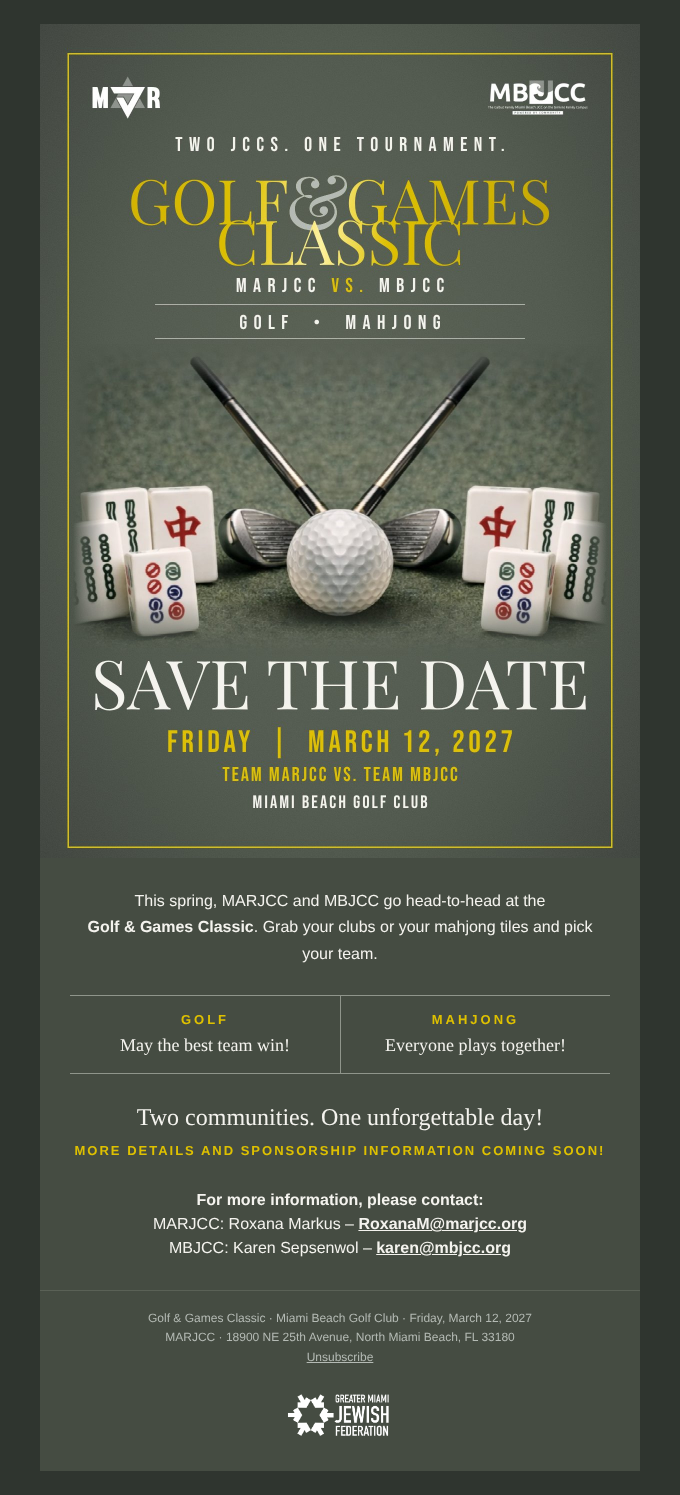 MJR
MBJCC
TWO JCCS. ONE TOURNAMENT.
GOLF & GAMES
CLASSIC
MARJCC VS. MBJCC
GOLF • MAHJONG
中 中
SAVE THE DATE
FRIDAY | MARCH 12, 2027
TEAM MARJCC VS. TEAM MBJCC
MIAMI BEACH GOLF CLUB
This spring, MARJCC and MBJCC go head-to-head at the
Golf & Games Classic. Grab your clubs or your mahjong tiles and pick
your team.
GOLF
May the best team win!
MAHJONG
Everyone plays together!
Two communities. One unforgettable day!
MORE DETAILS AND SPONSORSHIP INFORMATION COMING SOON!
For more information, please contact:
MARJCC: Roxana Markus – RoxanaM@marjcc.org
MBJCC: Karen Sepsenwol – karen@mbjcc.org
Golf & Games Classic · Miami Beach Golf Club · Friday, March 12, 2027
MARJCC · 18900 NE 25th Avenue, North Miami Beach, FL 33180
Unsubscribe
GREATER MIAMI
JEWISH
FEDERATION